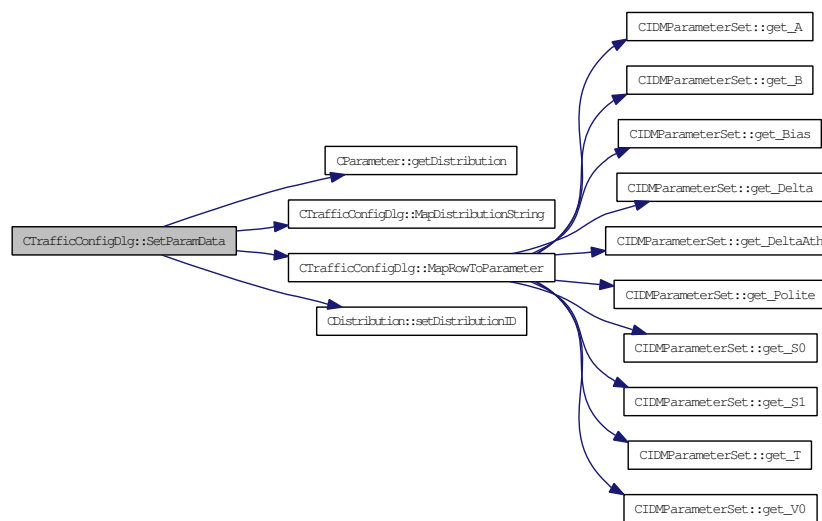 CIDMParameterSet::get_A
CIDMParameterSet::get_B
CIDMParameterSet::get_Bias
CParameter::getDistribution
CIDMParameterSet::get_Delta
CTrafficConfigDlg::MapDistributionString
CTrafficConfigDlg::SetParamData
CIDMParameterSet::get_DeltaAth
CTrafficConfigDlg::MapRowToParameter
CIDMParameterSet::get_Polite
CDistribution::setDistributionID
CIDMParameterSet::get_S0
CIDMParameterSet::get_S1
CIDMParameterSet::get_T
CIDMParameterSet::get_V0